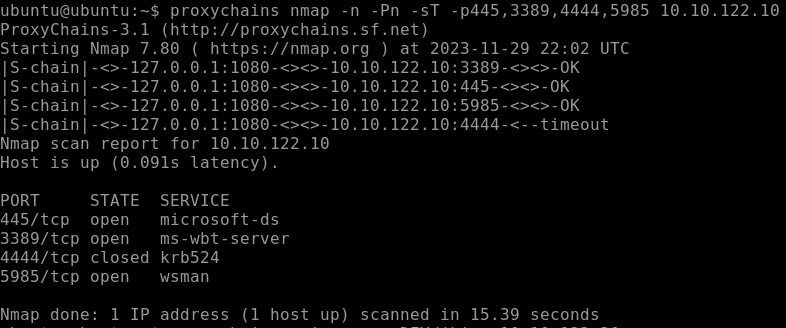 ubuntu@ubuntu:~$ proxychains nmap -n -Pn -sT -p445,3389,4444,5985 10.10.122.10
ProxyChains-3.1 (http://proxychains.sf.net)
Starting Nmap 7.80 ( https://nmap.org ) at 2023-11-29 22:02 UTC
|S-chain|-<>-127.0.0.1:1080-<><>-10.10.122.10:3389-<><>-OK
|S-chain|-<>-127.0.0.1:1080-<><>-10.10.122.10:445-<><>-OK
|S-chain|-<>-127.0.0.1:1080-<><>-10.10.122.10:5985-<><>-OK
|S-chain|-<>-127.0.0.1:1080-<><>-10.10.122.10:4444-<--timeout
Nmap scan report for 10.10.122.10
Host is up (0.091s latency).
PORT     STATE  SERVICE
445/tcp  open   microsoft-ds
3389/tcp open   ms-wbt-server
4444/tcp closed krb524
5985/tcp open   wsman
Nmap done: 1 IP address (1 host up) scanned in 15.39 seconds